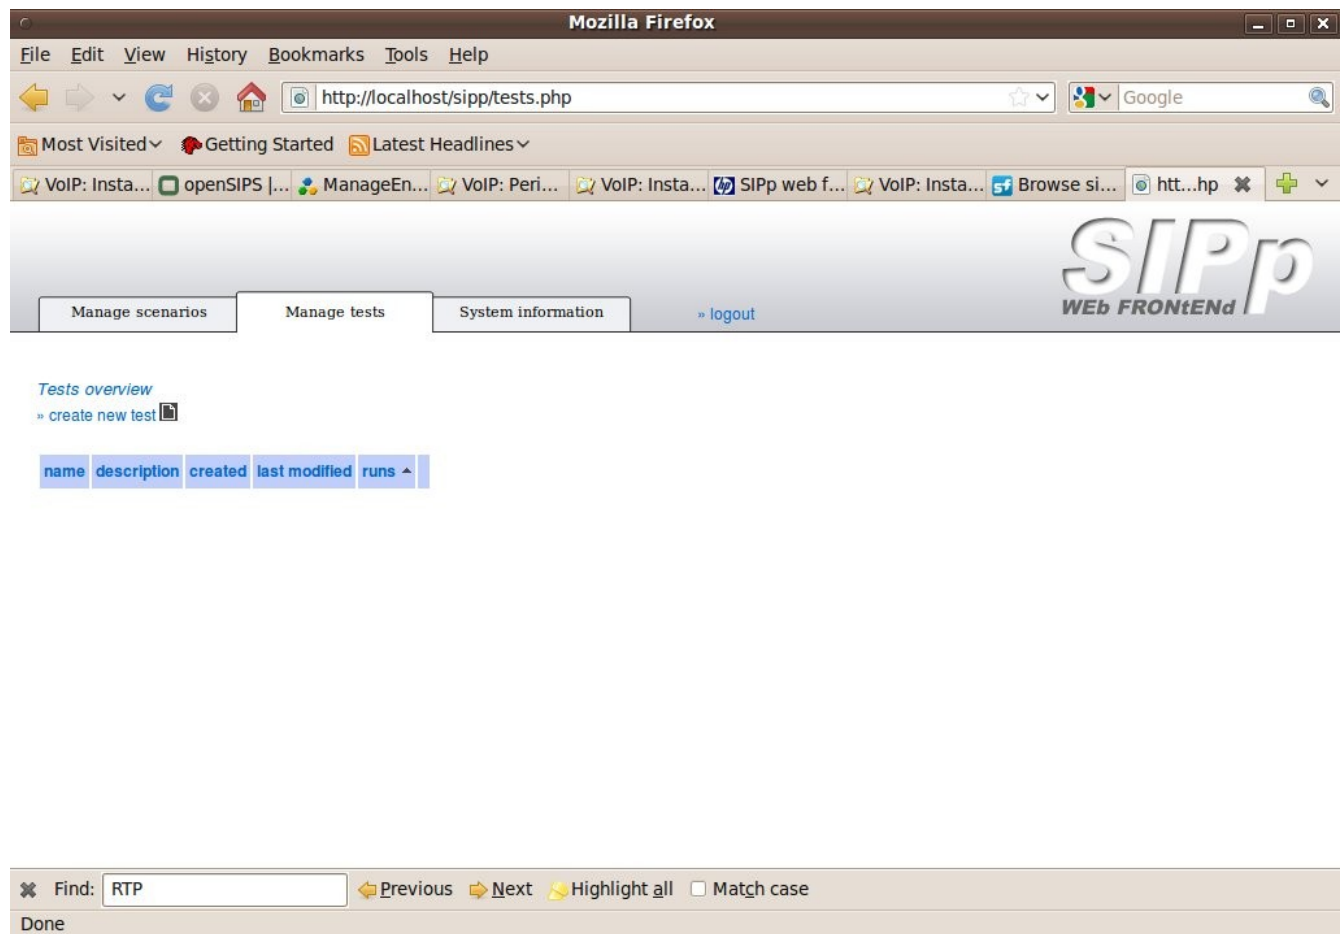 Mozilla Firefox
File Edit View History Bookmarks Tools Help
http://localhost/sipp/tests.php Google
Most Visited Getting Started Latest Headlines
VoIP: Insta... openSIPS |... ManageEn... VoIP: Peri... VoIP: Insta... SIPp web f... VoIP: Insta... Browse si... htt...hp
SIPp
WEb FRONtENd
Manage scenarios Manage tests System information » logout
Tests overview
» create new test
name description created last modified runs
Find: RTP Previous Next Highlight all Match case
Done